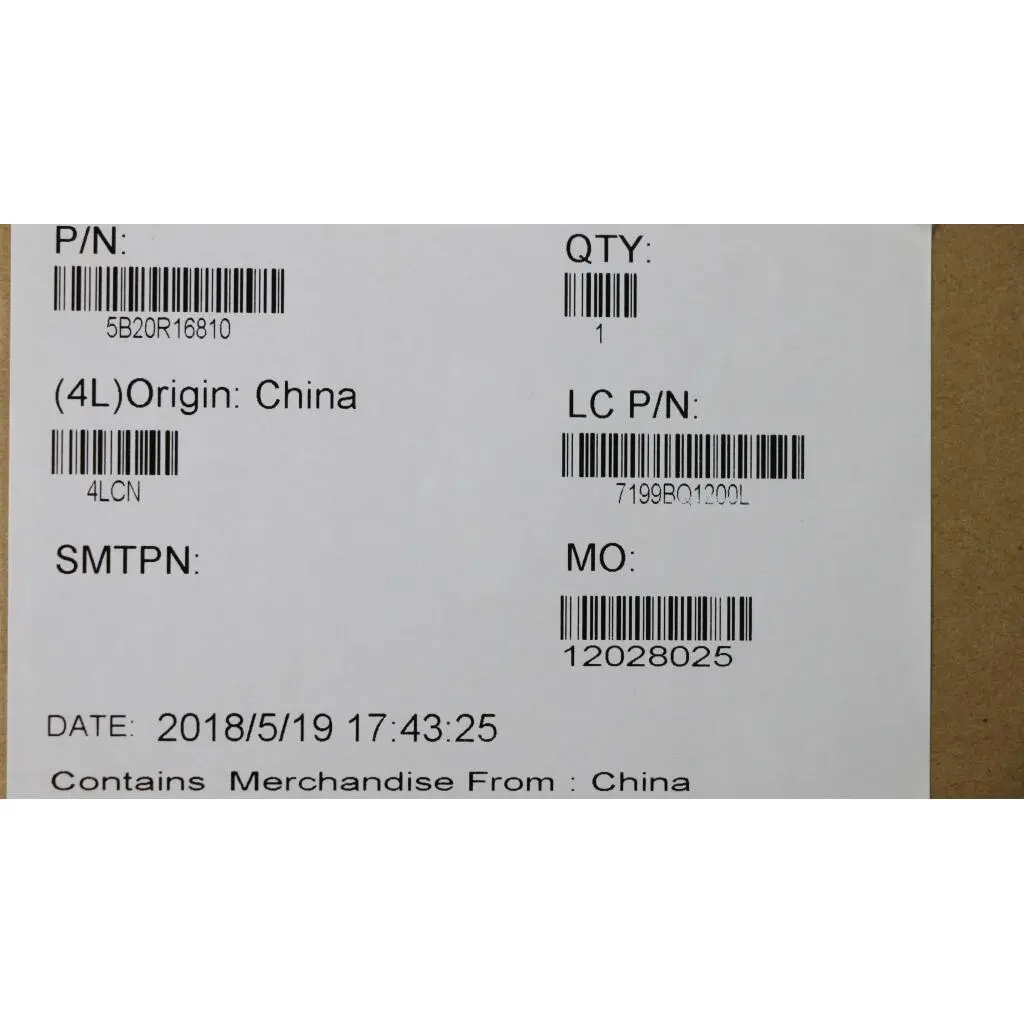 P/N:
QTY:
5B20R16810
1
(4L)Origin: China
LC P/N:
4LCN
7199BQ1200L
SMTPN:
MO:
12028025
DATE: 2018/5/19 17:43:25
Contains Merchandise From : China